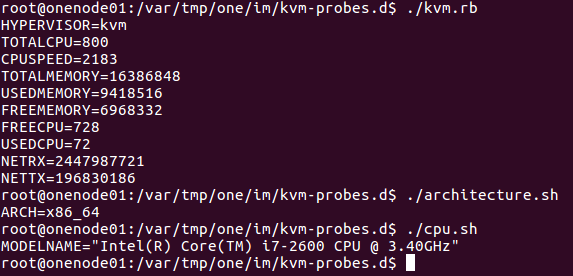 root@onenode01:/var/tmp/one/im/kvm-probes.d$ ./kvm.rb
HYPERVISOR=kvm
TOTALCPU=800
CPUSPEED=2183
TOTALMEMORY=16386848
USEDMEMORY=9418516
FREEMEMORY=6968332
FREECPU=728
USEDCPU=72
NETRX=2447987721
NETTX=196830186
root@onenode01:/var/tmp/one/im/kvm-probes.d$ ./architecture.sh
ARCH=x86_64
root@onenode01:/var/tmp/one/im/kvm-probes.d$ ./cpu.sh
MODELNAME="Intel(R) Core(TM) i7-2600 CPU @ 3.40GHz"
root@onenode01:/var/tmp/one/im/kvm-probes.d$